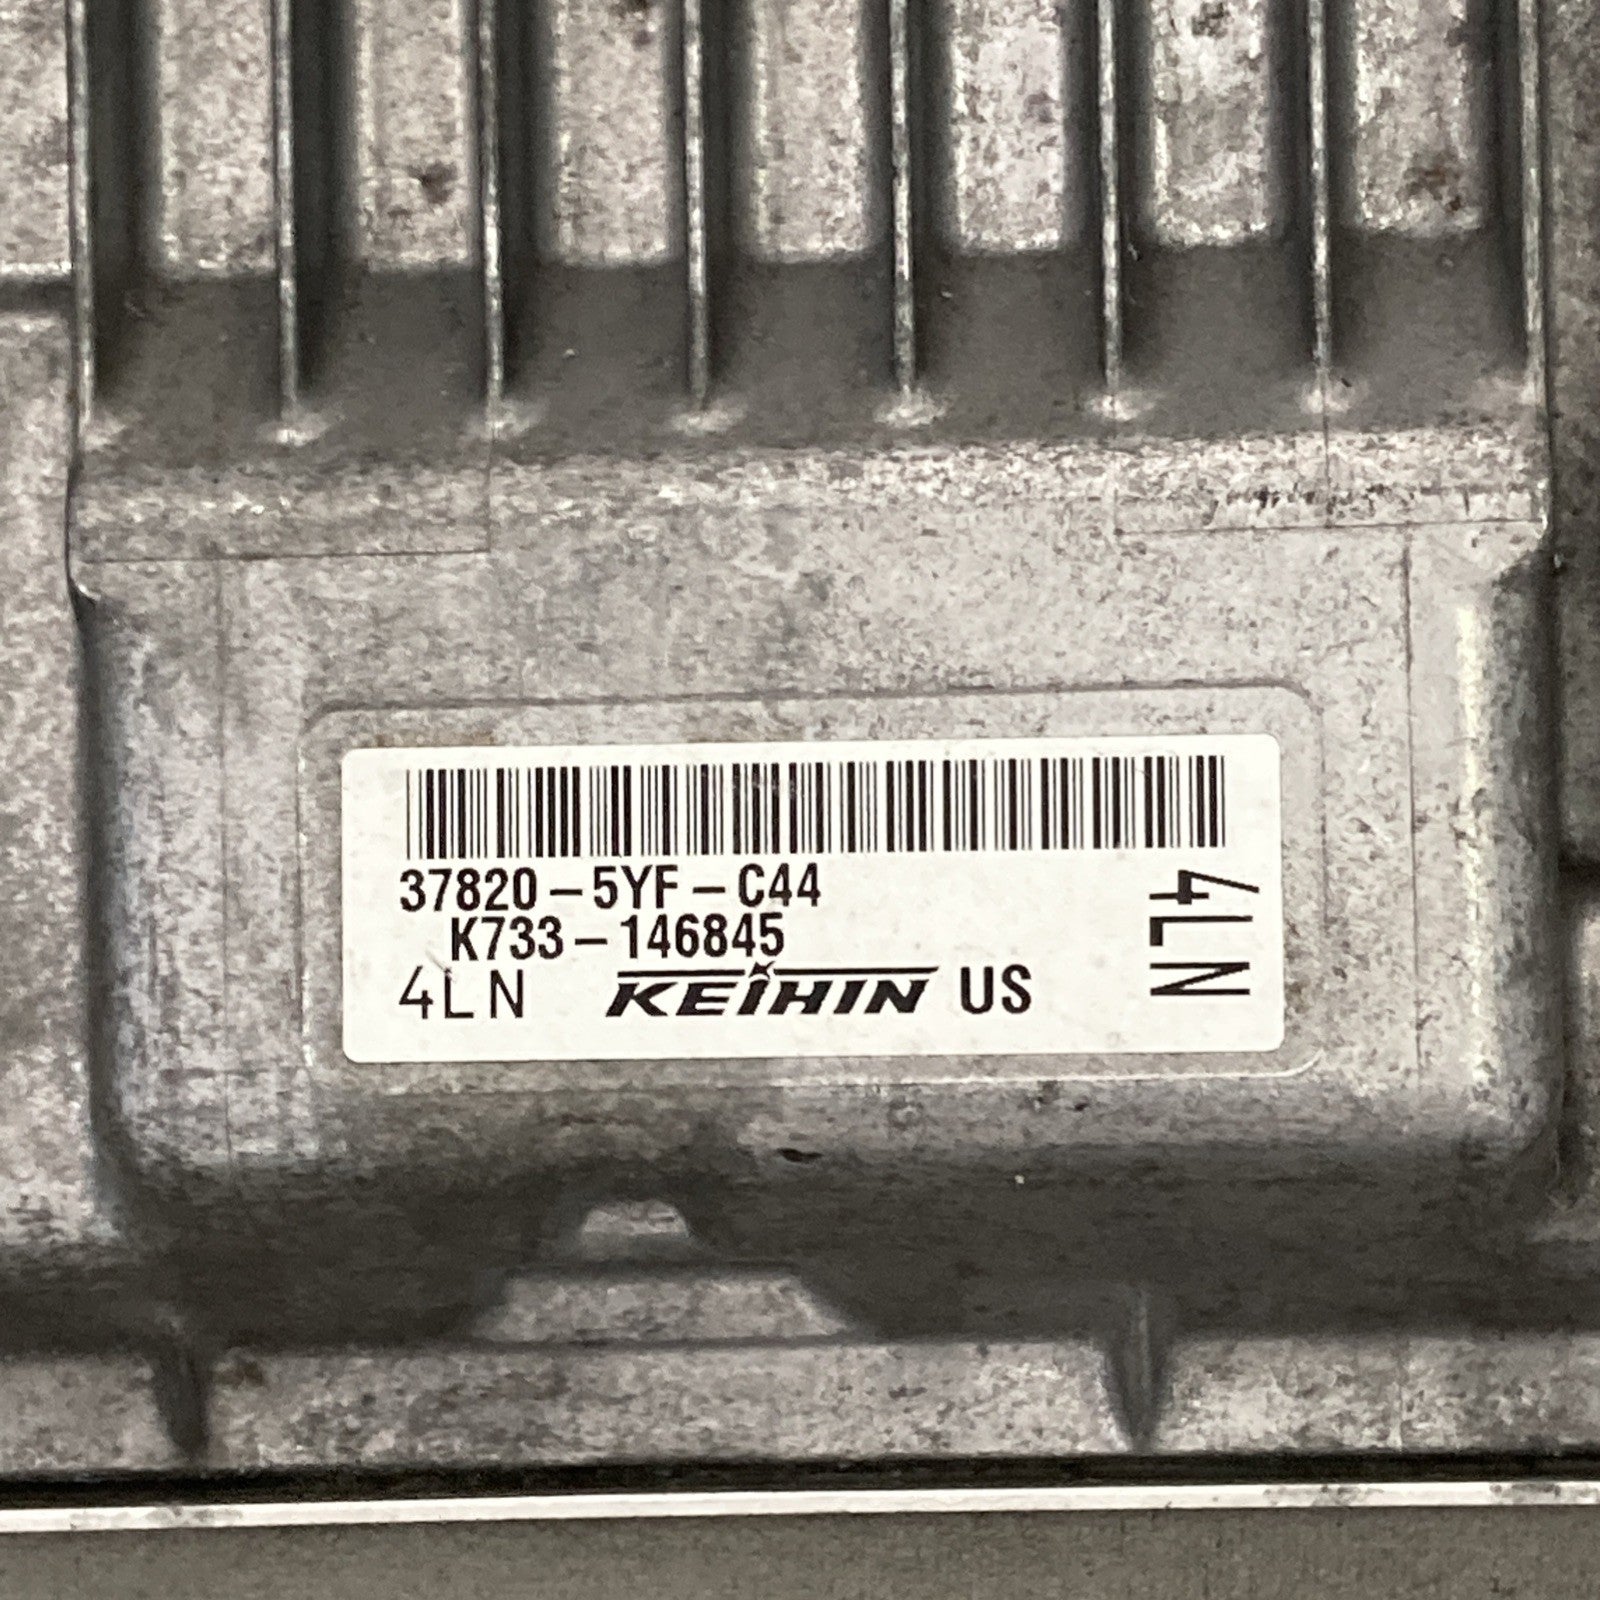 37820-5YF-C44
K733-146845
4LN KEIHIN US
4LN